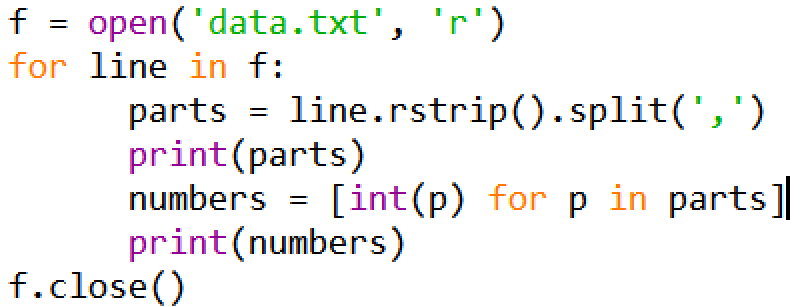 f = open('data.txt', 'r')
for line in f:
        parts = line.rstrip().split(',')
        print(parts)
        numbers = [int(p) for p in parts]
        print(numbers)
f.close()